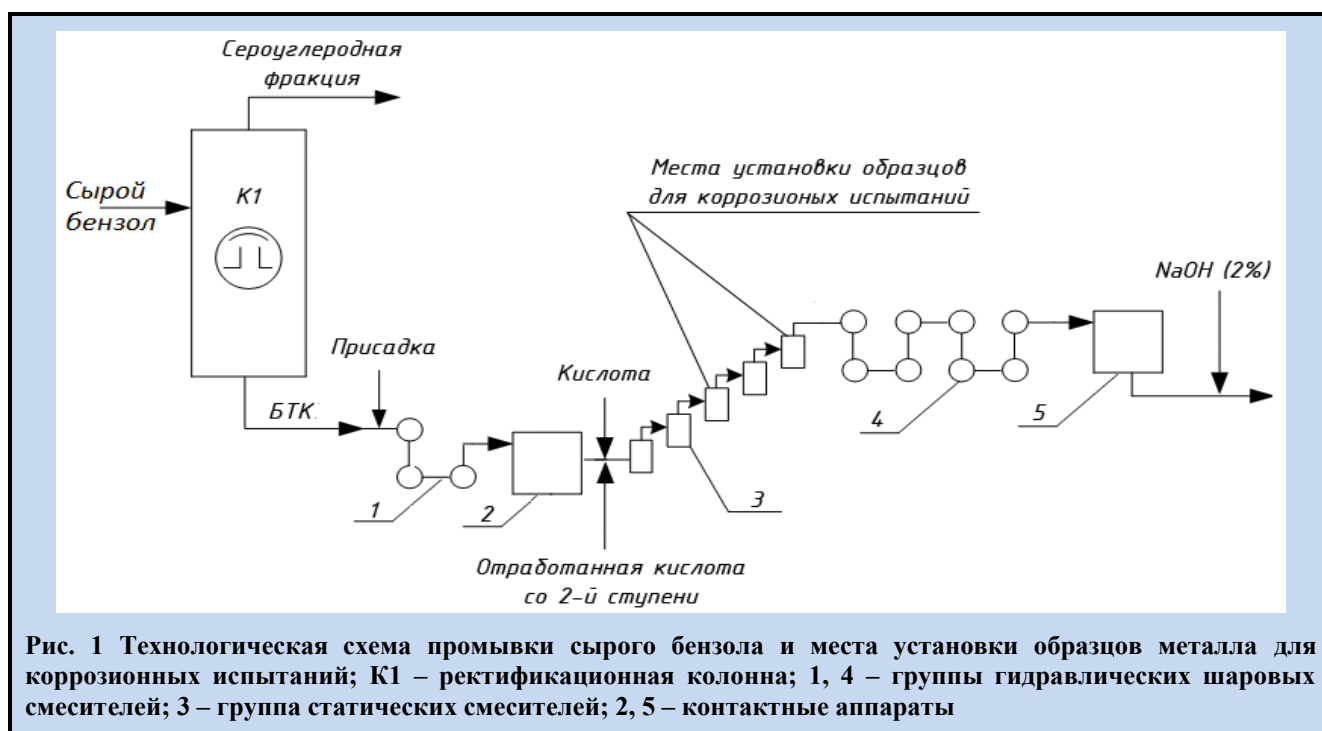 Сероуглеродная
фракция
Сырой
бензол
К1
Места установки образцов
для коррозионых испытаний
NaOH (2%)
Присадка
Кислота
БТК
1
2
3
4
5
Отработанная кислота
со 2-й ступени
Рис. 1 Технологическая схема промывки сырого бензола и места установки образцов металла для
коррозионных испытаний; К1 – ректификационная колонна; 1, 4 – группы гидравлических шаровых
смесителей; 3 – группа статических смесителей; 2, 5 – контактные аппараты